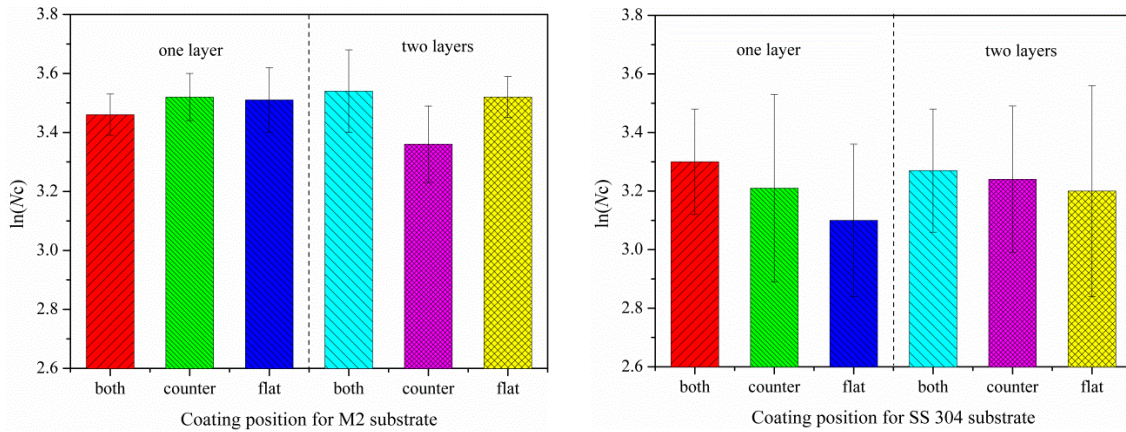 3.8
3.6
3.4
3.2
3.0
2.8
2.6
ln(Nc)
one layer
two layers
both
counter
flat
both
counter
flat
Coating position for M2 substrate
3.8
3.6
3.4
3.2
3.0
2.8
2.6
ln(Nc)
one layer
two layers
both
counter
flat
both
counter
flat
Coating position for SS 304 substrate